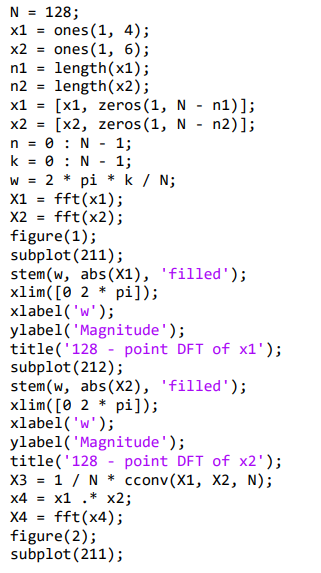 N = 128;
x1 = ones(1, 4);
x2 = ones(1, 6);
n1 = length(x1);
n2 = length(x2);
x1 = [x1, zeros(1, N - n1)];
x2 = [x2, zeros(1, N - n2)];
n = 0 : N - 1;
k = 0 : N - 1;
w = 2 * pi * k / N;
X1 = fft(x1);
X2 = fft(x2);
figure(1);
subplot(211);
stem(w, abs(X1), 'filled');
xlim([0 2 * pi]);
xlabel('w');
ylabel('Magnitude');
title('128 - point DFT of x1');
subplot(212);
stem(w, abs(X2), 'filled');
xlim([0 2 * pi]);
xlabel('w');
ylabel('Magnitude');
title('128 - point DFT of x2');
X3 = 1 / N * cconv(X1, X2, N);
x4 = x1 .* x2;
X4 = fft(x4);
figure(2);
subplot(211);